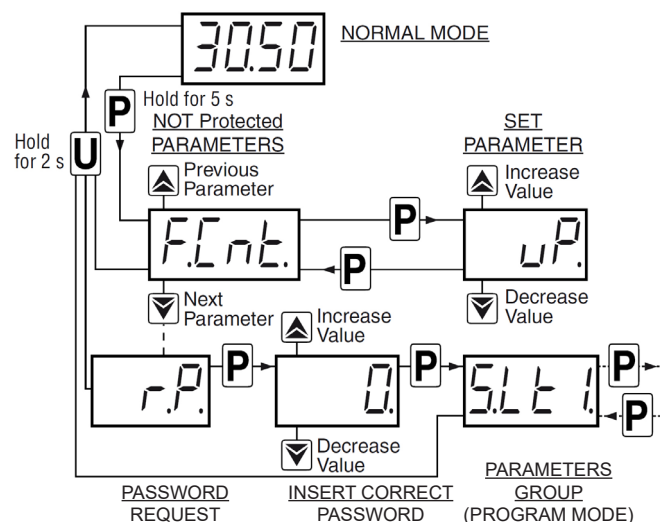 30.50
NORMAL MODE
P
Hold for 5 s
Hold
for 2 s
U
NOT Protected
PARAMETERS
SET
PARAMETER
Previous
Parameter
Increase
Value
F.Cnt.
P
P
uP.
Next
Parameter
Decrease
Value
Increase
Value
r.P.
P
0.
P
S.Lt1.
P
P
Decrease
Value
PASSWORD
REQUEST
INSERT CORRECT
PASSWORD
PARAMETERS
GROUP
(PROGRAM MODE)